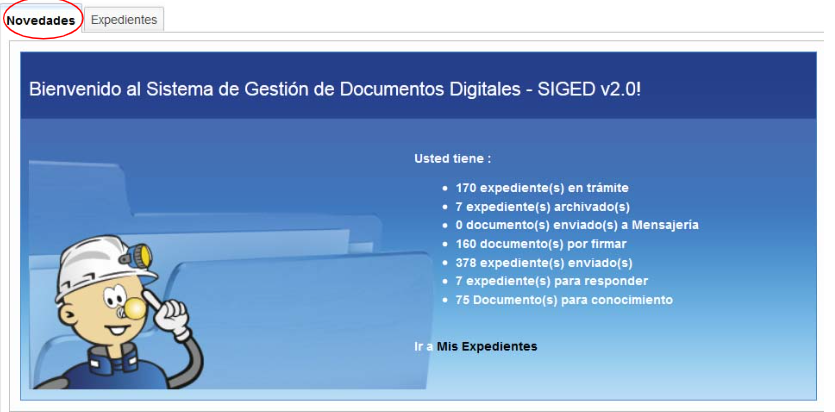 Novedades Expedientes
Bienvenido al Sistema de Gestión de Documentos Digitales - SIGED v2.0!
Usted tiene :
• 170 expediente(s) en trámite
• 7 expediente(s) archivado(s)
• 0 documento(s) enviado(s) a Mensajería
• 160 documento(s) por firmar
• 378 expediente(s) enviado(s)
• 7 expediente(s) para responder
• 75 Documento(s) para conocimiento
Ir a Mis Expedientes